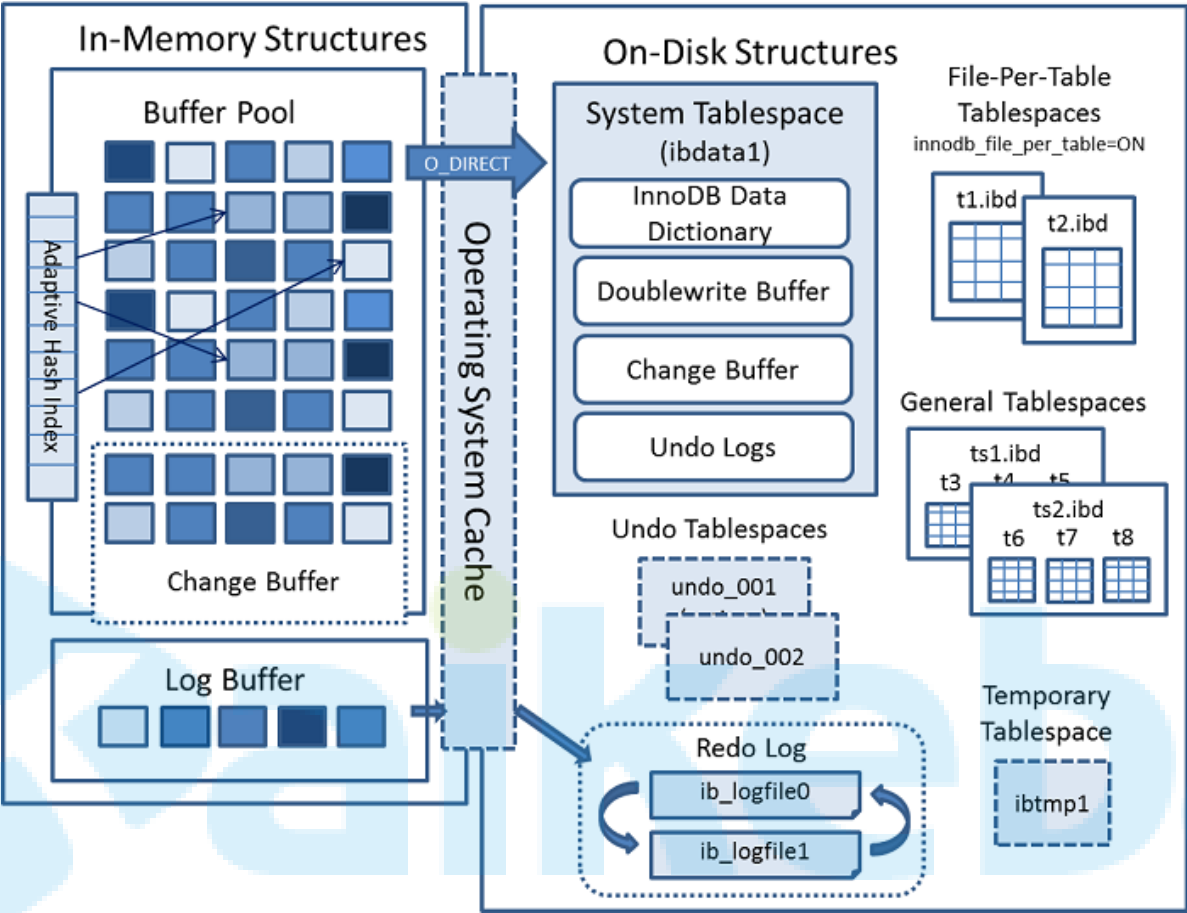 In-Memory Structures
Buffer Pool
Adaptive Hash Index
Change Buffer
Log Buffer
Operating System Cache
O_DIRECT
On-Disk Structures
System Tablespace
(ibdata1)
InnoDB Data
Dictionary
Doublewrite Buffer
Change Buffer
Undo Logs
File-Per-Table
Tablespaces
innodb_file_per_table=ON
t1.ibd
t2.ibd
General Tablespaces
ts1.ibd
t3 t4 t5
ts2.ibd
t6 t7 t8
Undo Tablespaces
undo_001
undo_002
Redo Log
ib_logfile0
ib_logfile1
Temporary
Tablespace
ibtmp1